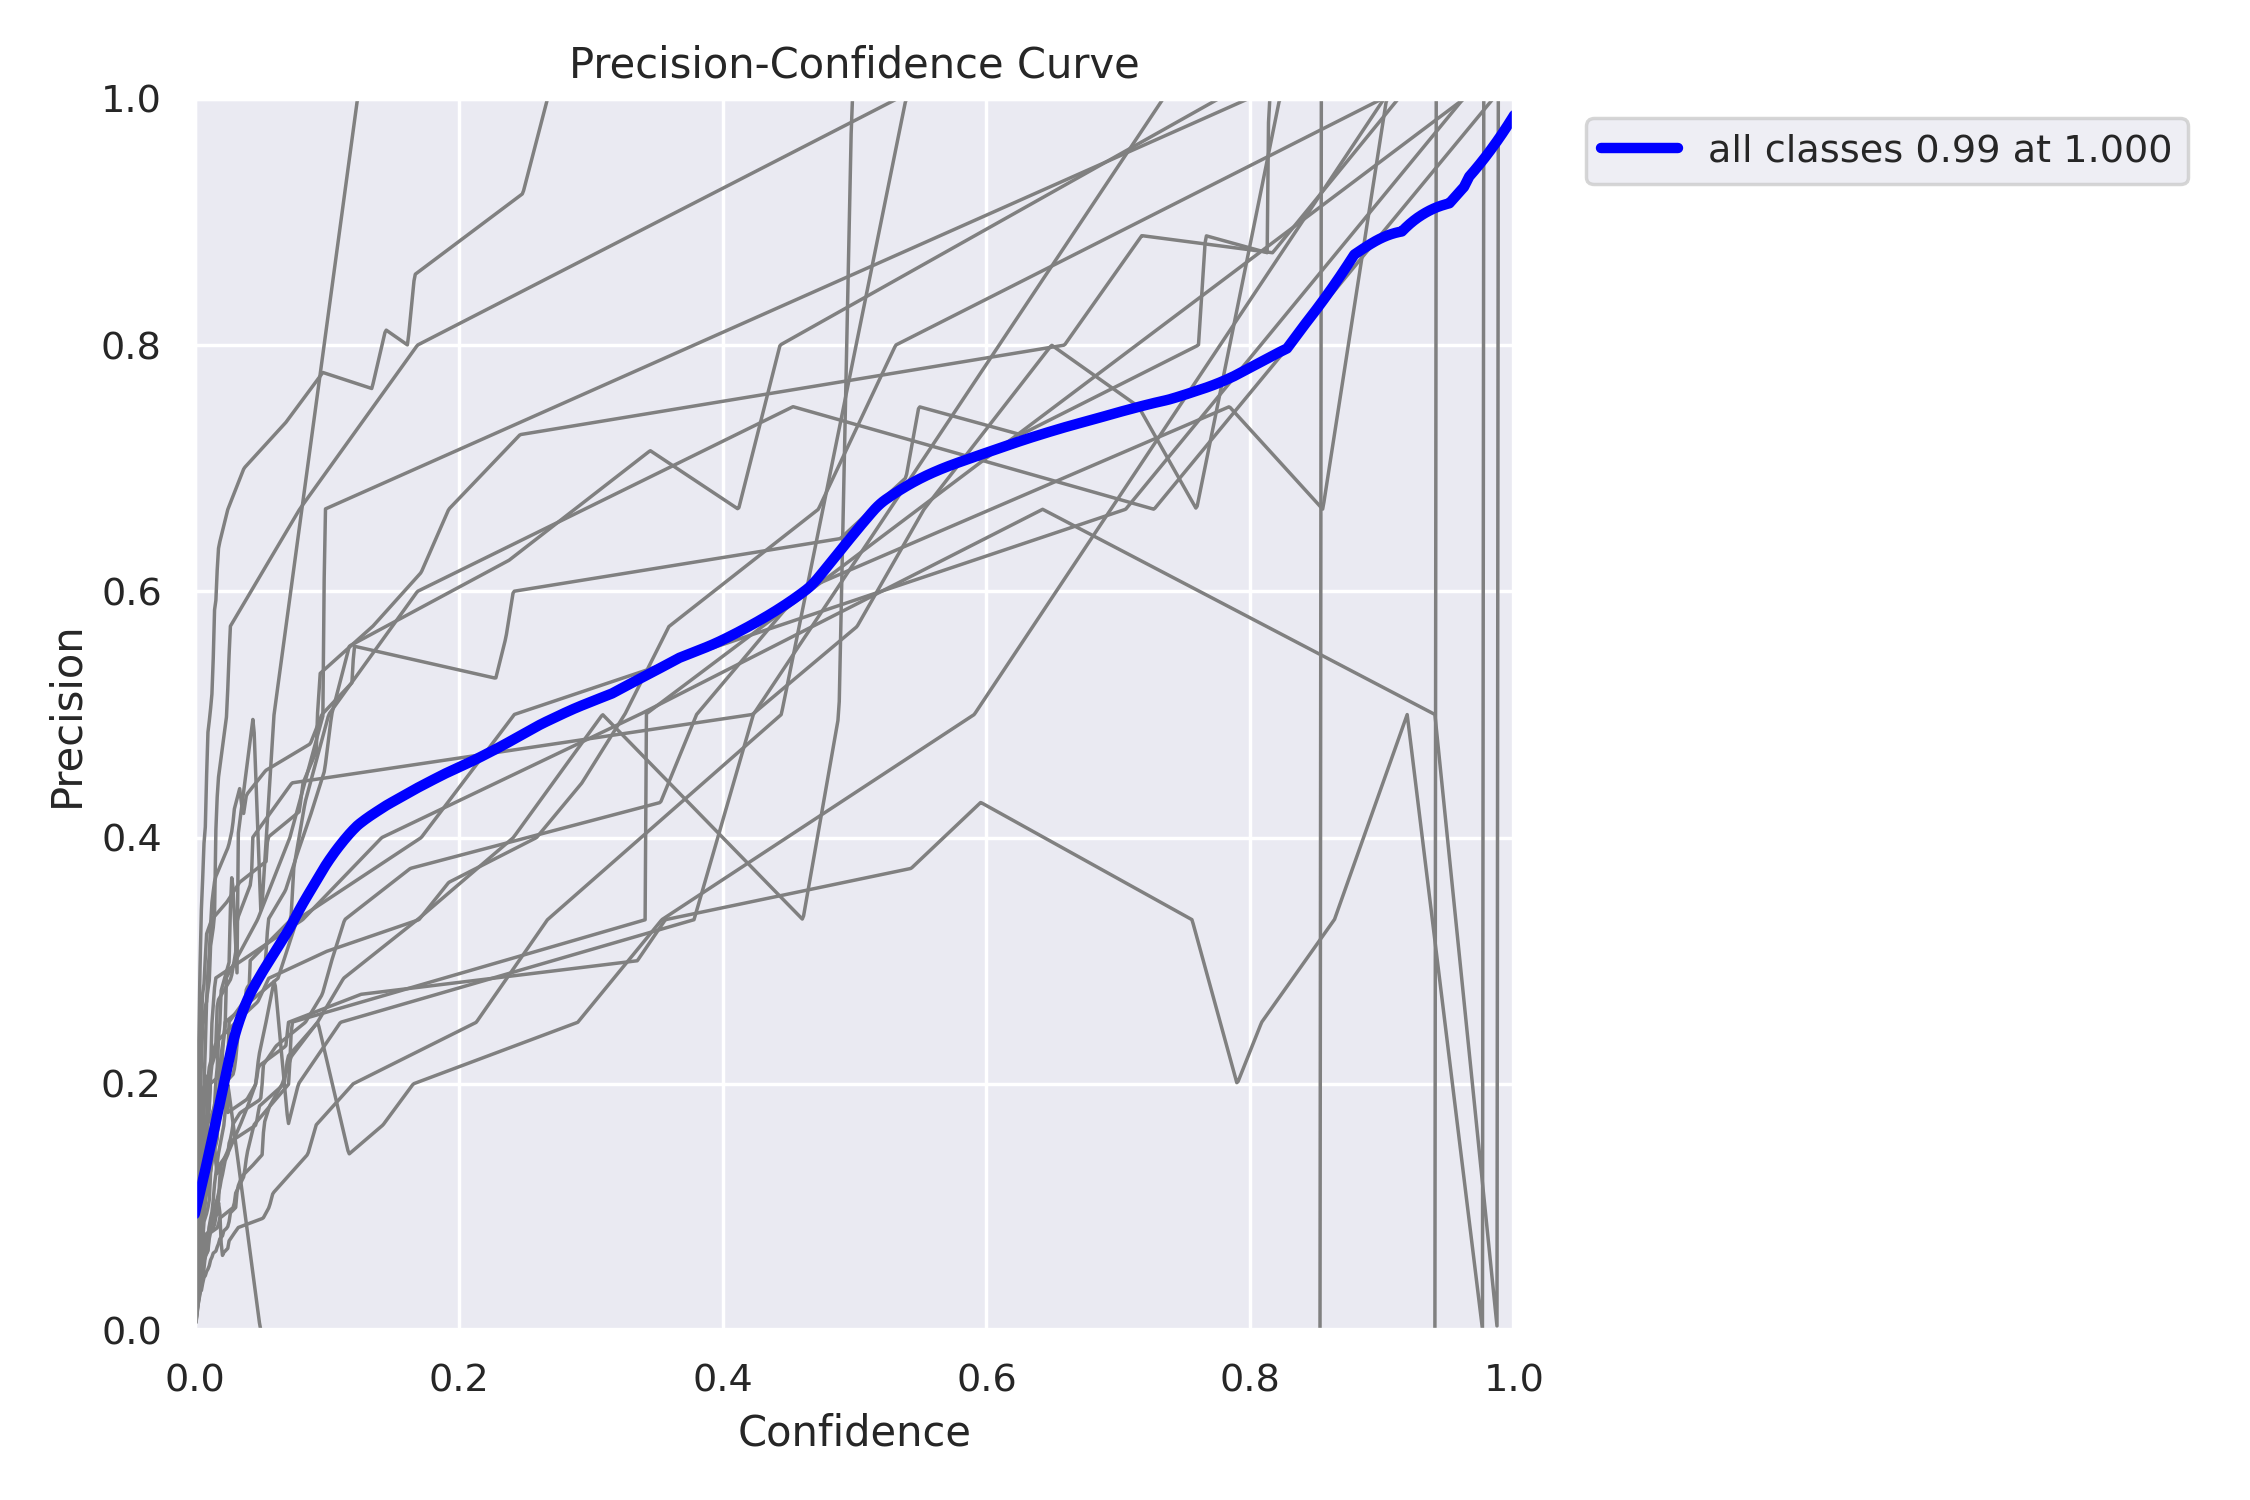 Precision-Confidence Curve
1.0
0.8
0.6
0.4
0.2
0.0
Precision
0.0 0.2 0.4 0.6 0.8 1.0
Confidence
all classes 0.99 at 1.000